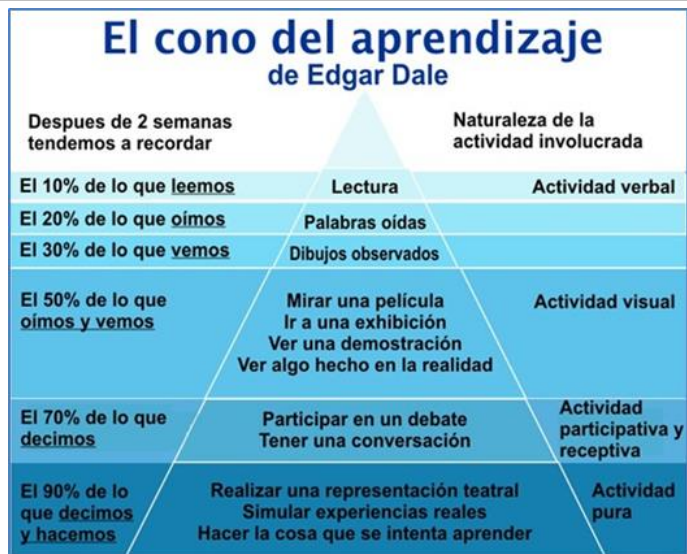 El cono del aprendizaje
de Edgar Dale
Despues de 2 semanas
tendemos a recordar
Naturaleza de la
actividad involucrada
El 10% de lo que leemos
Lectura
Actividad verbal
El 20% de lo que oímos
Palabras oídas
El 30% de lo que vemos
Dibujos observados
El 50% de lo que
oímos y vemos
Mirar una película
Ir a una exhibición
Ver una demostración
Ver algo hecho en la realidad
Actividad visual
El 70% de lo que
decimos
Participar en un debate
Tener una conversación
Actividad
participativa y
receptiva
El 90% de lo
que decimos
y hacemos
Realizar una representación teatral
Simular experiencias reales
Hacer la cosa que se intenta aprender
Actividad
pura